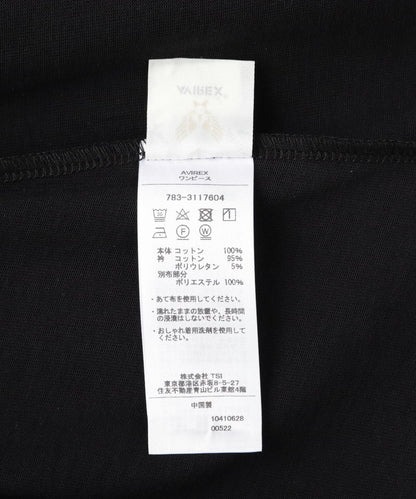 AVIREX
AVIREX
ワンピース
783-3117604
本体 コットン 100%
衿 コットン 95%
ポリウレタン 5%
別布部分
ポリエステル 100%
・あて布を使用してください。
・濡れたままの放置や、長時間
の浸漬はしないでください。
・おしゃれ着用洗剤を使用してく
ださい。
株式会社 TSI
東京都港区赤坂8-5-27
住友不動産青山ビル東館4階
中国製
10410628
00522